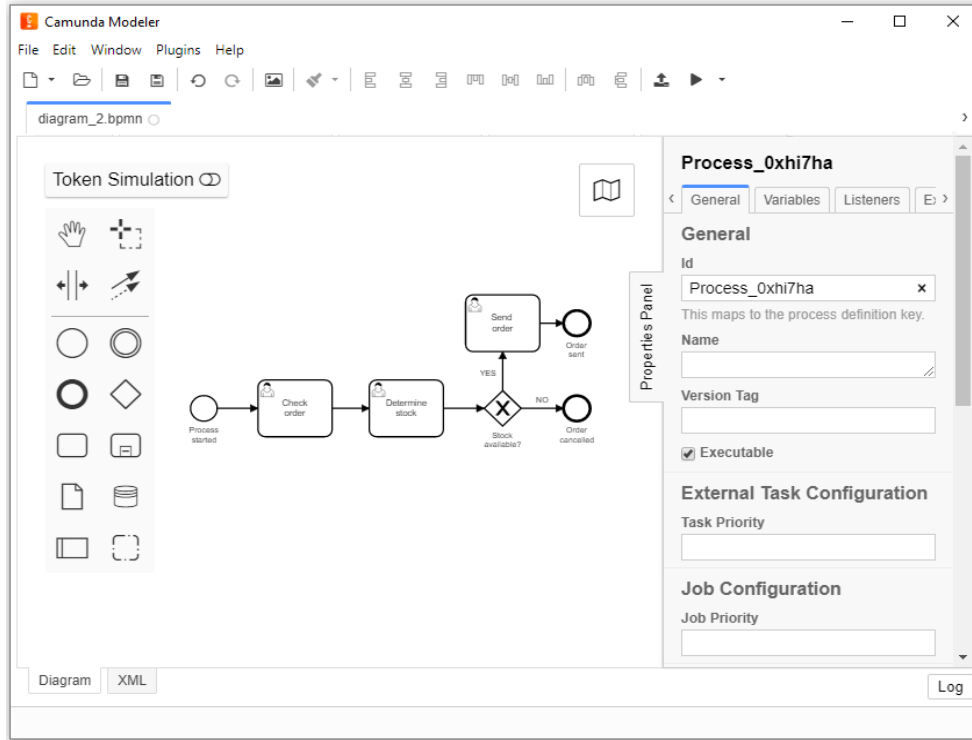 Camunda Modeler
File Edit Window Plugins Help
diagram_2.bpmn
Token Simulation
Process
started
Check
order
Determine
stock
Stock
available?
YES
NO
Send
order
Order
sent
Order
cancelled
Properties Panel
Process_0xhi7ha
General Variables Listeners
General
Id
Process_0xhi7ha
This maps to the process definition key.
Name
Version Tag
Executable
External Task Configuration
Task Priority
Job Configuration
Job Priority
Diagram XML
Log